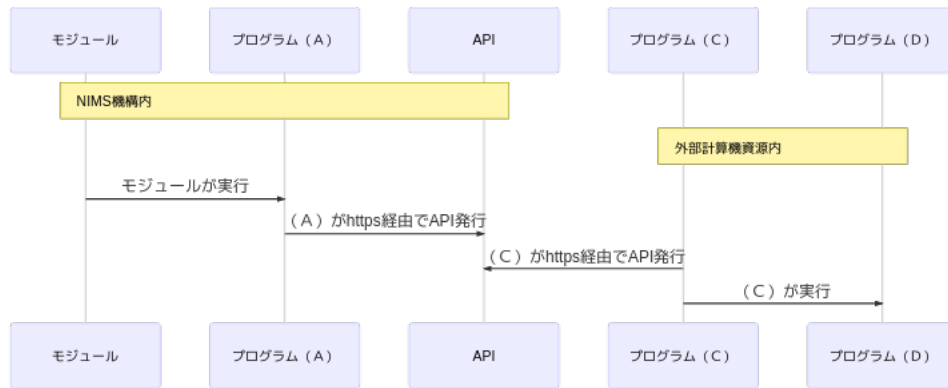 モジュール
プログラム（A）
API
プログラム（C）
プログラム（D）
NIMS機構内
外部計算機資源内
モジュールが実行
（A）がhttps経由でAPI発行
（C）がhttps経由でAPI発行
（C）が実行
モジュール
プログラム（A）
API
プログラム（C）
プログラム（D）